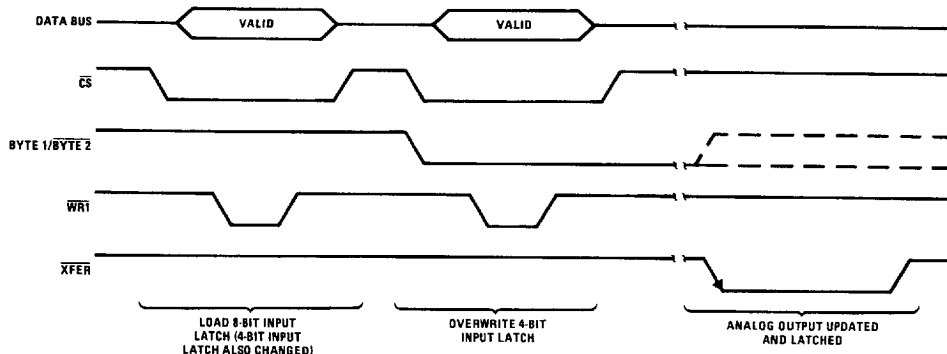 DATA BUS
VALID
VALID
CS
BYTE 1/BYTE 2
WR1
XFER
LOAD 8-BIT INPUT
LATCH (4-BIT INPUT
LATCH ALSO CHANGED)
OVERWRITE 4-BIT
INPUT LATCH
ANALOG OUTPUT UPDATED
AND LATCHED